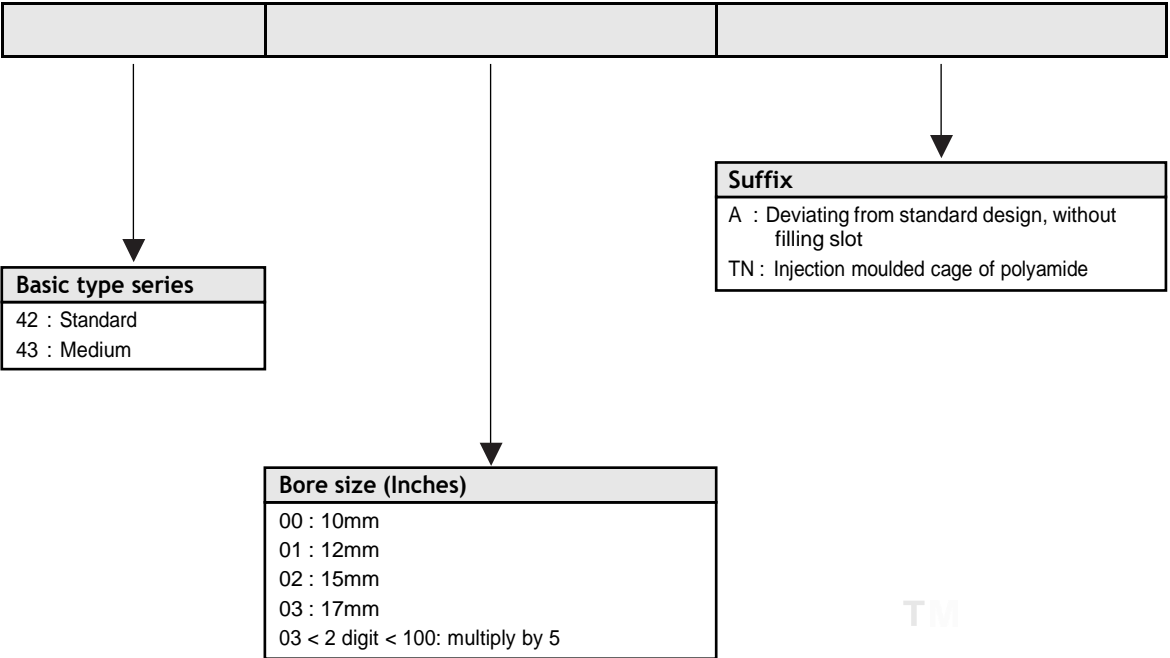 Suffix
A : Deviating from standard design, without
filling slot
TN : Injection moulded cage of polyamide
Basic type series
42 : Standard
43 : Medium
Bore size (Inches)
00 : 10mm
01 : 12mm
02 : 15mm
03 : 17mm
03 < 2 digit < 100: multiply by 5
TM